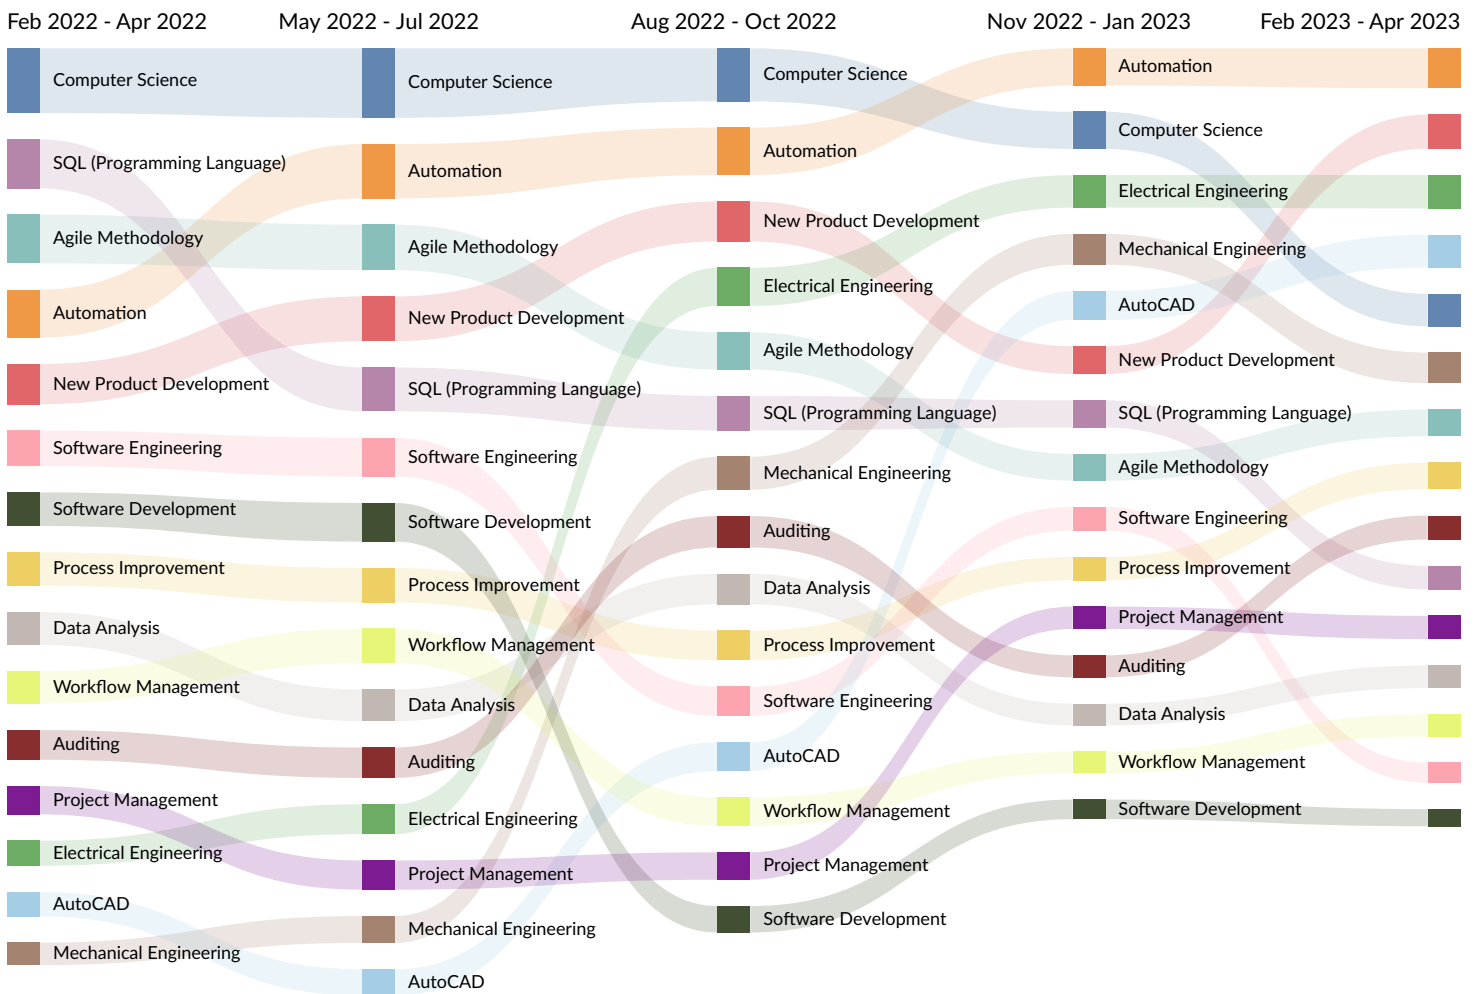 Feb 2022 - Apr 2022
May 2022 - Jul 2022
Aug 2022 - Oct 2022
Nov 2022 - Jan 2023
Feb 2023 - Apr 2023
Computer Science
SQL (Programming Language)
Agile Methodology
Automation
New Product Development
Software Engineering
Software Development
Process Improvement
Data Analysis
Workflow Management
Auditing
Project Management
Electrical Engineering
AutoCAD
Mechanical Engineering
Computer Science
Automation
Agile Methodology
New Product Development
SQL (Programming Language)
Software Engineering
Software Development
Process Improvement
Workflow Management
Data Analysis
Auditing
Electrical Engineering
Project Management
Mechanical Engineering
AutoCAD
Computer Science
Automation
New Product Development
Electrical Engineering
Agile Methodology
SQL (Programming Language)
Mechanical Engineering
Auditing
Data Analysis
Process Improvement
Software Engineering
AutoCAD
Workflow Management
Project Management
Software Development
Automation
Computer Science
Electrical Engineering
Mechanical Engineering
AutoCAD
New Product Development
SQL (Programming Language)
Agile Methodology
Software Engineering
Process Improvement
Project Management
Auditing
Data Analysis
Workflow Management
Software Development